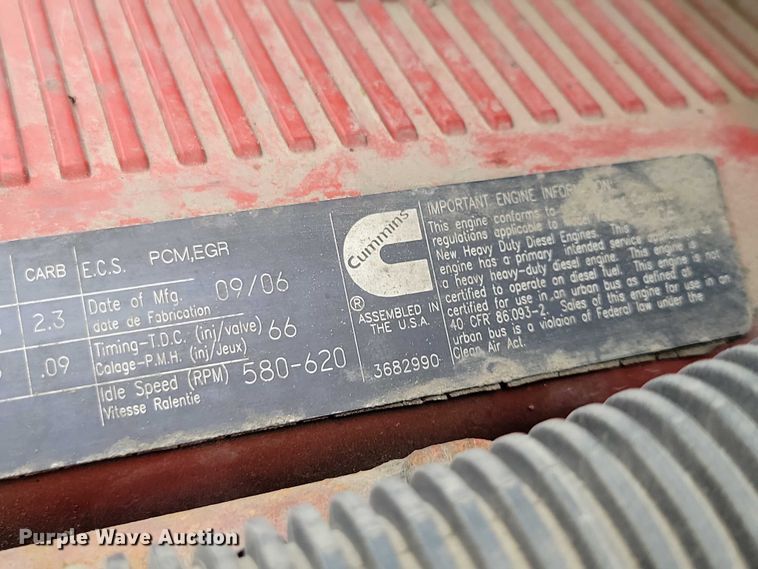 CARB
2.3
.09
E.C.S. PCM,EGR
Date of Mfg. 09/06
date de Fabrication
Timing-T.D.C. (inj/valve) 66
Calage-P.M.H. (inj/Jeux)
Idle Speed (RPM) 580-620
Vitesse Ralentie
Cummins
®
ASSEMBLED IN
THE U.S.A.
3682990
IMPORTANT ENGINE INFORMATION:
This engine conforms to
regulations applicable to
New Heavy Duty Diesel Engines. This
engine has a primary intended service
a heavy heavy-duty diesel engine. This engine is
certified to operate on diesel fuel. This engine is not
certified for use in an urban bus as defined at
40 CFR 86.093-2. Sales of this engine for use in an
urban bus is a violation of Federal law under the
Clean Air Act.
Purple Wave Auction